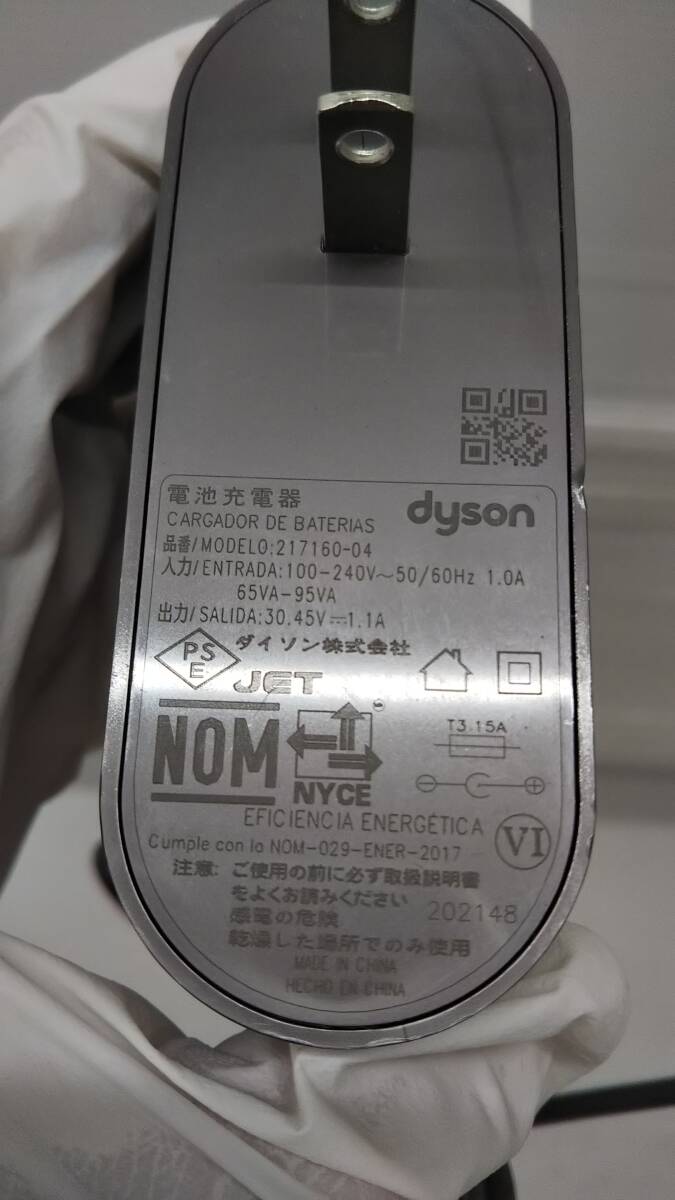 電池充電器
dyson
CARGADOR DE BATERIAS
品番/MODELO:217160-04
入力/ENTRADA:100-240V～50/60Hz 1.0A
65VA-95VA
出力/SALIDA:30.45V⎓1.1A
PS
E
ダイソン株式会社
JET
NOM
NYCE
T3.15A
EFICIENCIA ENERGÉTICA
VI
Cumple con la NOM-029-ENER-2017
注意: ご使用の前に必ず取扱説明書
をよくお読みください
202148
感電の危険
乾燥した場所でのみ使用
MADE IN CHINA
HECHO EN CHINA